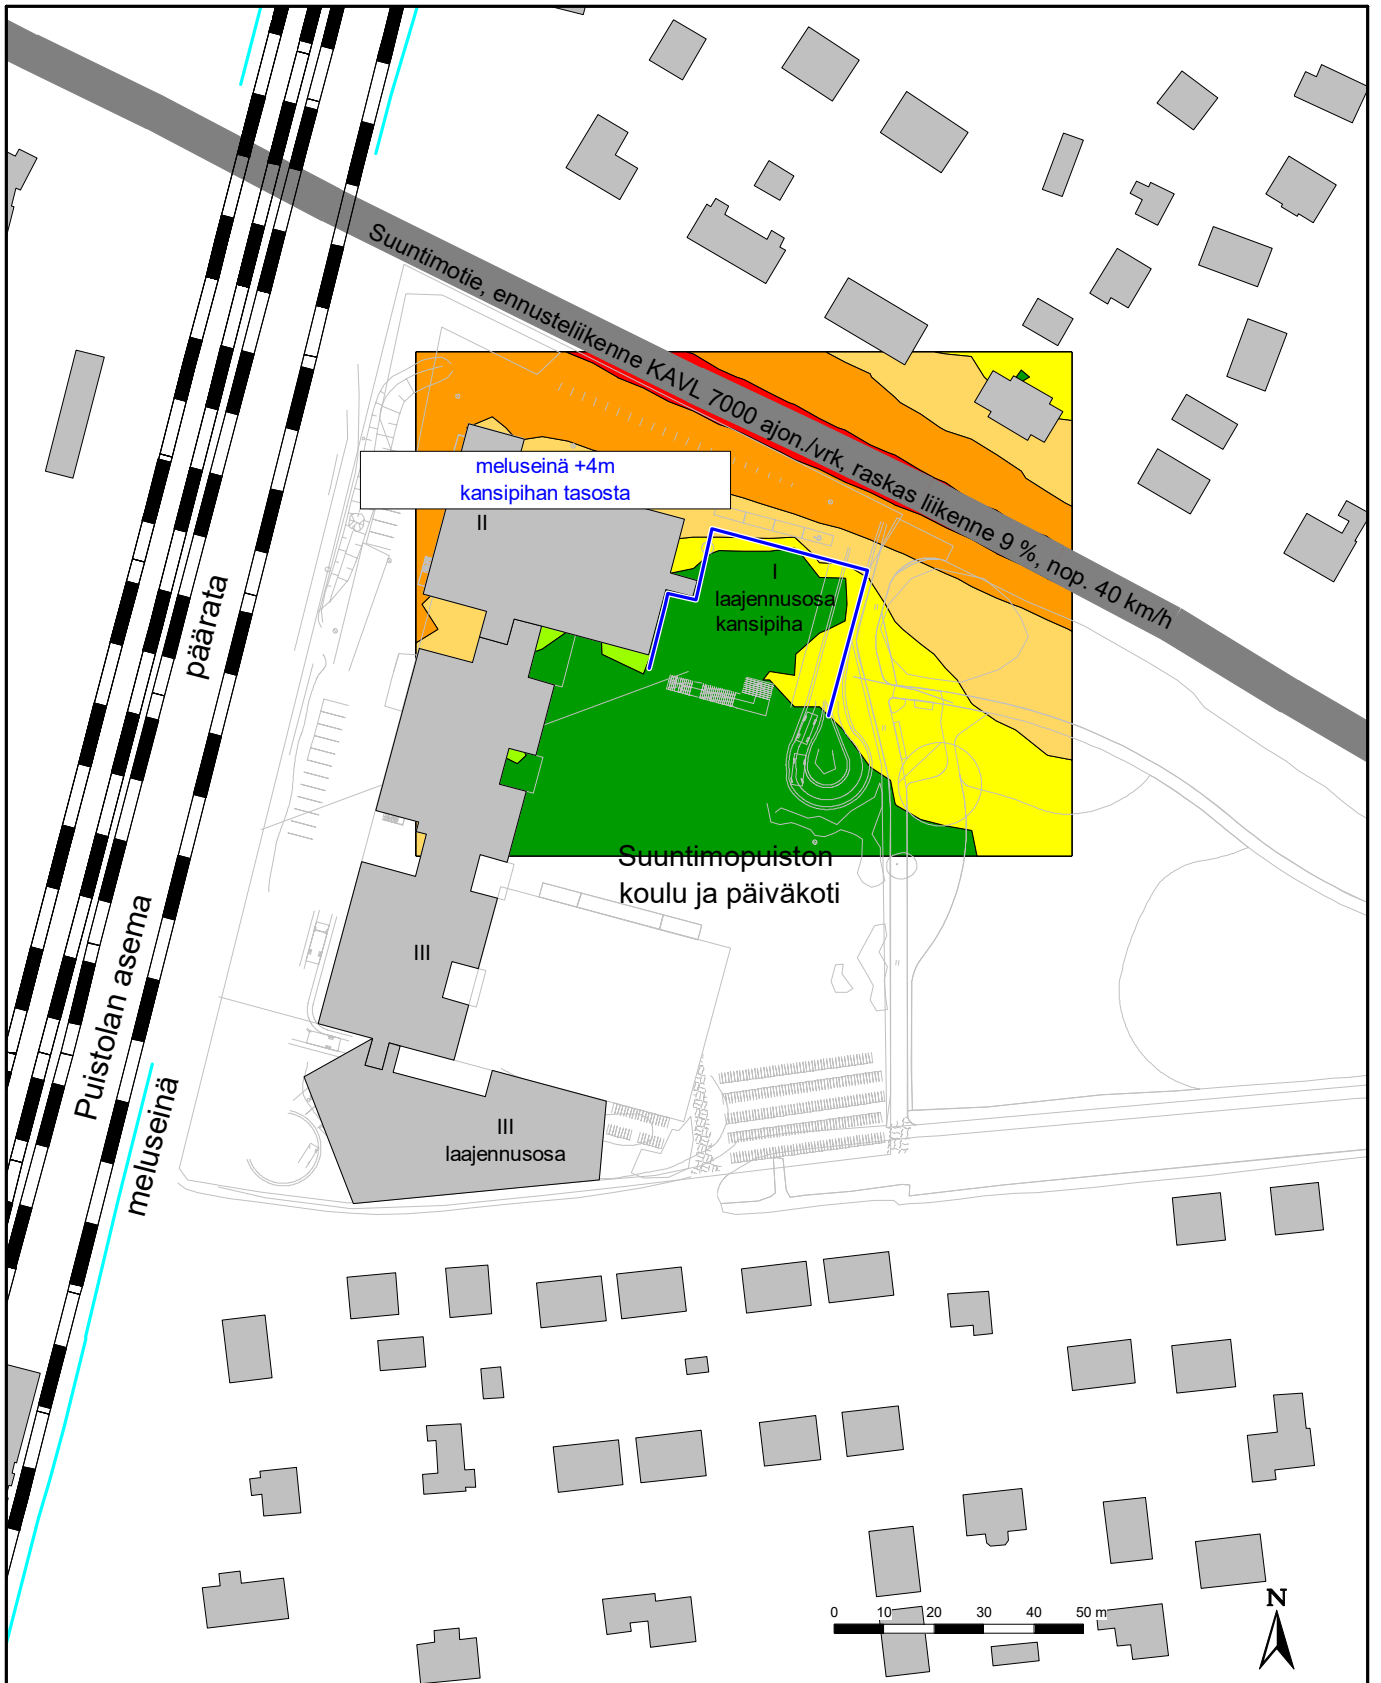 Suuntimotie, ennusteliikenne KAVL 7000 ajon./vrk, raskas liikenne 9 %, nop. 40 km/h
meluseinä +4m
kansipihan tasosta
II
I
laajennusosa
kansipiha
päärata
Suuntimopuiston
koulu ja päiväkoti
Puistolan asema
III
meluseinä
III
laajennusosa
0 10 20 30 40 50 m
N